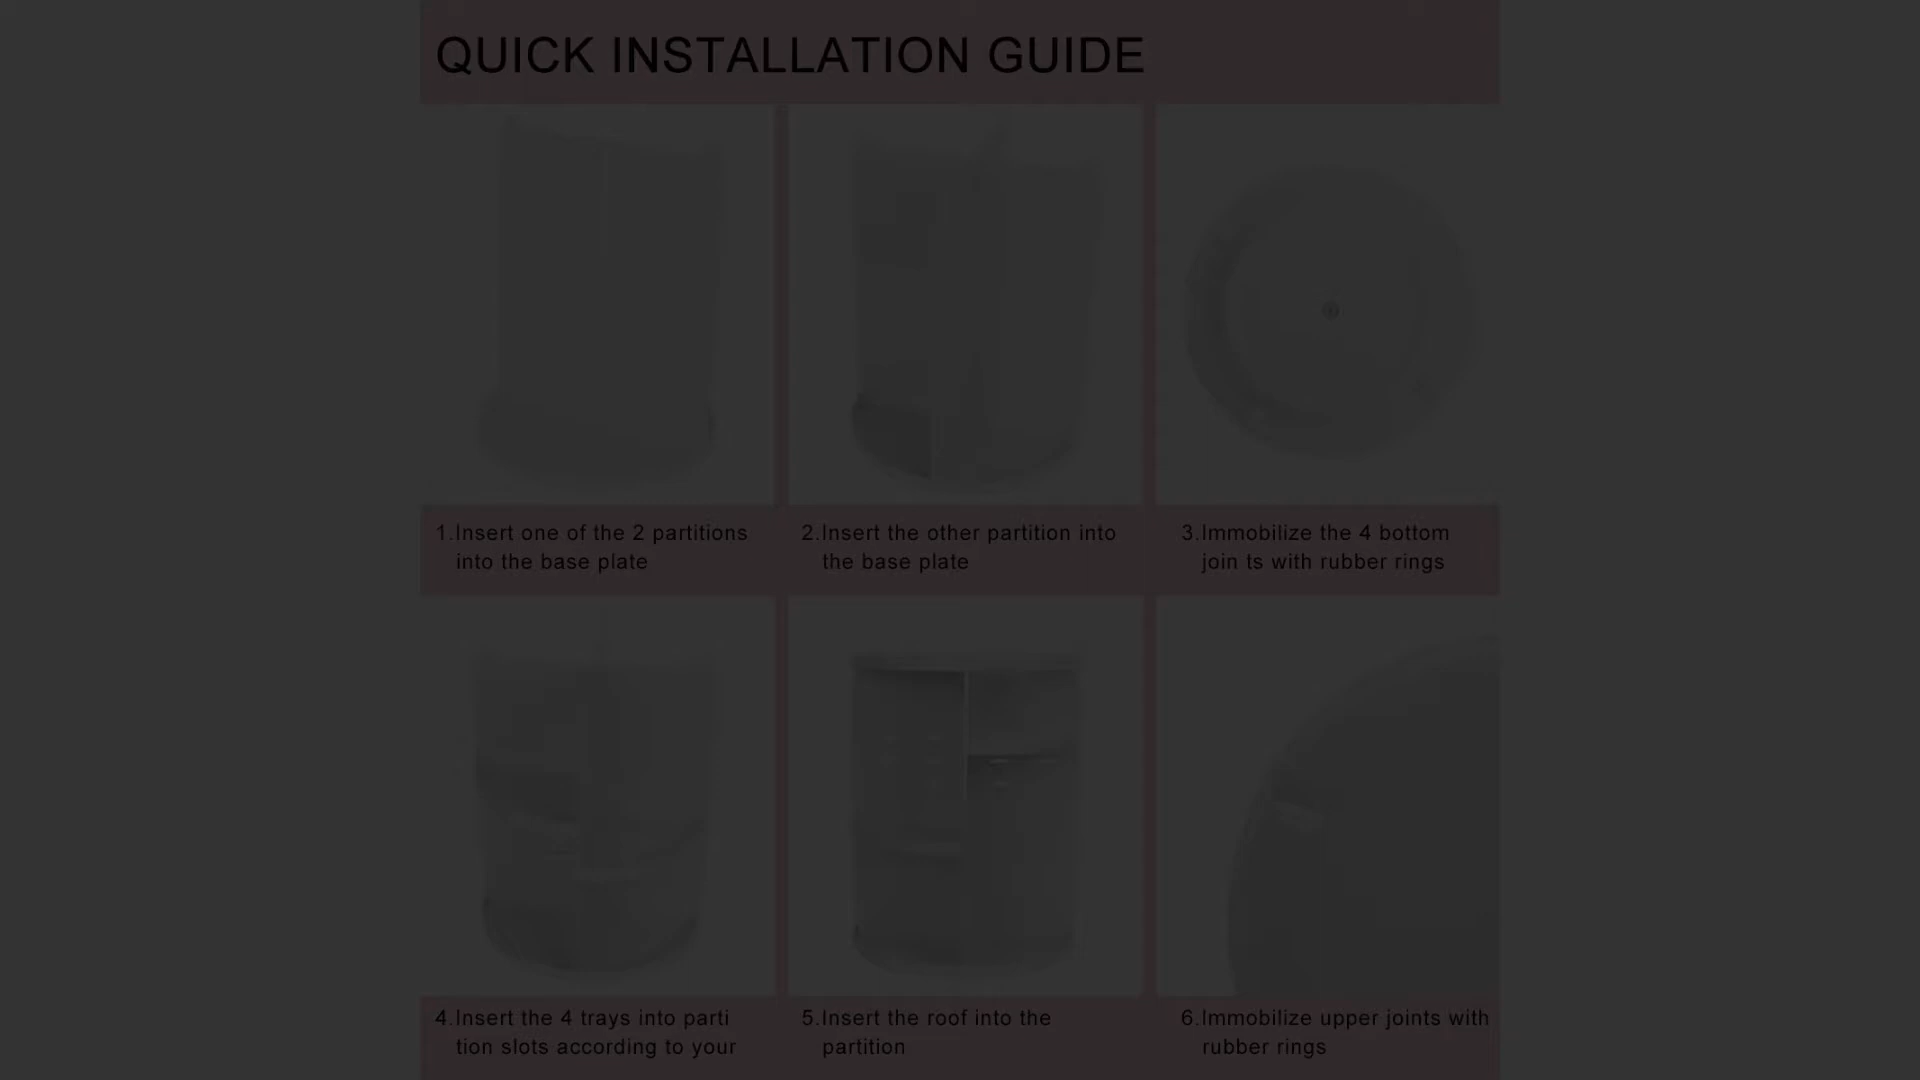 QUICK INSTALLATION GUIDE
1.Insert one of the 2 partitions
into the base plate
2.Insert the other partition into
the base plate
3.Immobilize the 4 bottom
join ts with rubber rings
4.Insert the 4 trays into parti
tion slots according to your
5.Insert the roof into the
partition
6.Immobilize upper joints with
rubber rings